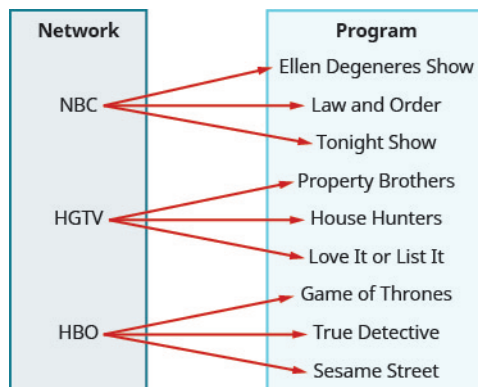 Network
NBC
HGTV
HBO
Program
Ellen Degeneres Show
Law and Order
Tonight Show
Property Brothers
House Hunters
Love It or List It
Game of Thrones
True Detective
Sesame Street